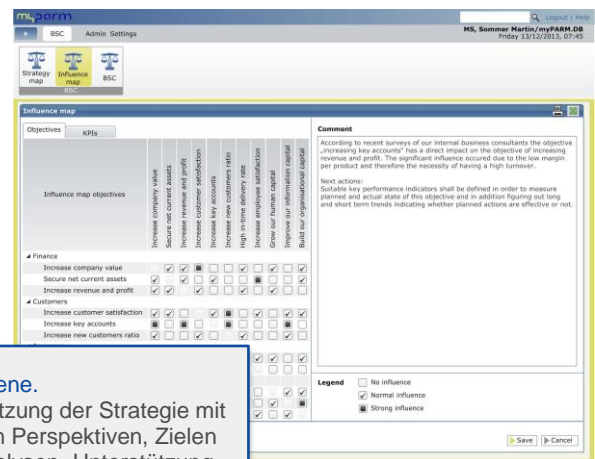 myparm
Logout | Help
BSC Admin Settings
MS, Sommer Martin/myPARM.DB
Friday 13/12/2013, 07:45
Strategy map
Influence map
BSC
BSC
Influence map
Objectives KPIs
Influence map objectives
Increase company value
Secure net current assets
Increase revenue and profit
Increase customer satisfaction
Increase key accounts
Increase new customers ratio
High in-time delivery rate
Increase employee satisfaction
Grow our human capital
Improve our information capital
Build our organisational capital
Finance
Increase company value
Secure net current assets
Increase revenue and profit
Customers
Increase customer satisfaction
Increase key accounts
Increase new customers ratio
Comment
According to recent surveys of our internal business consultants the objective
„increasing key accounts" has a direct impact on the objective of increasing
revenue and profit. The significant influence occured due to the low margin
per product and therefore the necessity of having a high turnover.
Next actions:
Suitable key performance indicators shall be defined in order to measure
planned and actual state of this objective and in addition figuring out long
and short term trends indicating whether planned actions are effective or not.
Legend No influence
Normal influence
Strong influence
Save Cancel
ene.
tzung der Strategie mit
n Perspektiven, Zielen